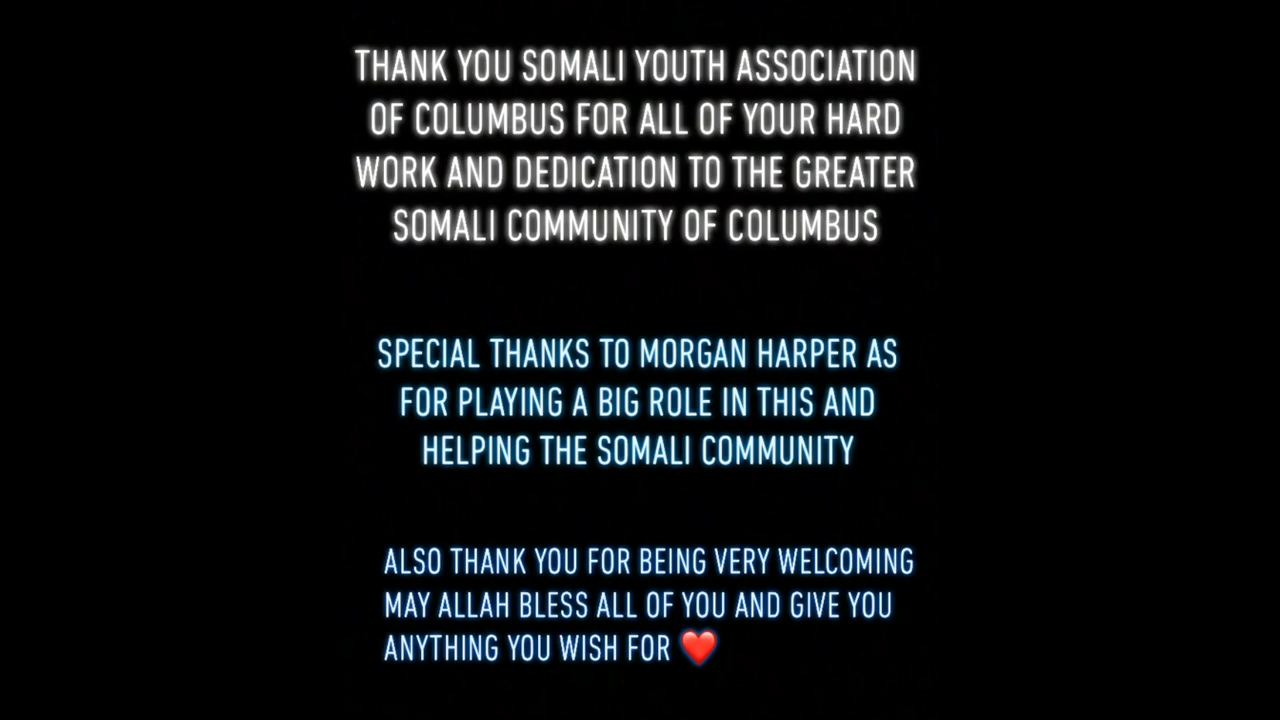 THANK YOU SOMALI YOUTH ASSOCIATION
OF COLUMBUS FOR ALL OF YOUR HARD
WORK AND DEDICATION TO THE GREATER
SOMALI COMMUNITY OF COLUMBUS
SPECIAL THANKS TO MORGAN HARPER AS
FOR PLAYING A BIG ROLE IN THIS AND
HELPING THE SOMALI COMMUNITY
ALSO THANK YOU FOR BEING VERY WELCOMING
MAY ALLAH BLESS ALL OF YOU AND GIVE YOU
ANYTHING YOU WISH FOR ❤️